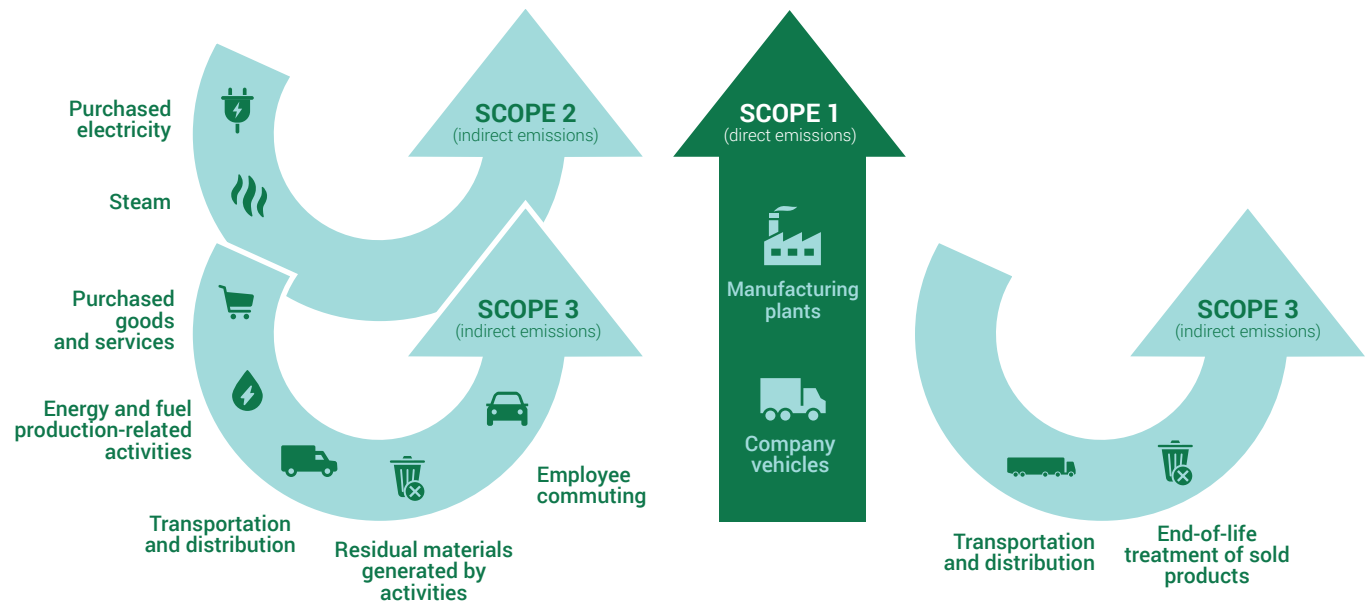 Purchased
electricity
Steam
SCOPE 2
(indirect emissions)
Purchased
goods
and services
Energy and fuel
production-related
activities
Transportation
and distribution
Residual materials
generated by
activities
Employee
commuting
SCOPE 3
(indirect emissions)
SCOPE 1
(direct emissions)
Manufacturing
plants
Company
vehicles
SCOPE 3
(indirect emissions)
Transportation
and distribution
End-of-life
treatment of sold
products